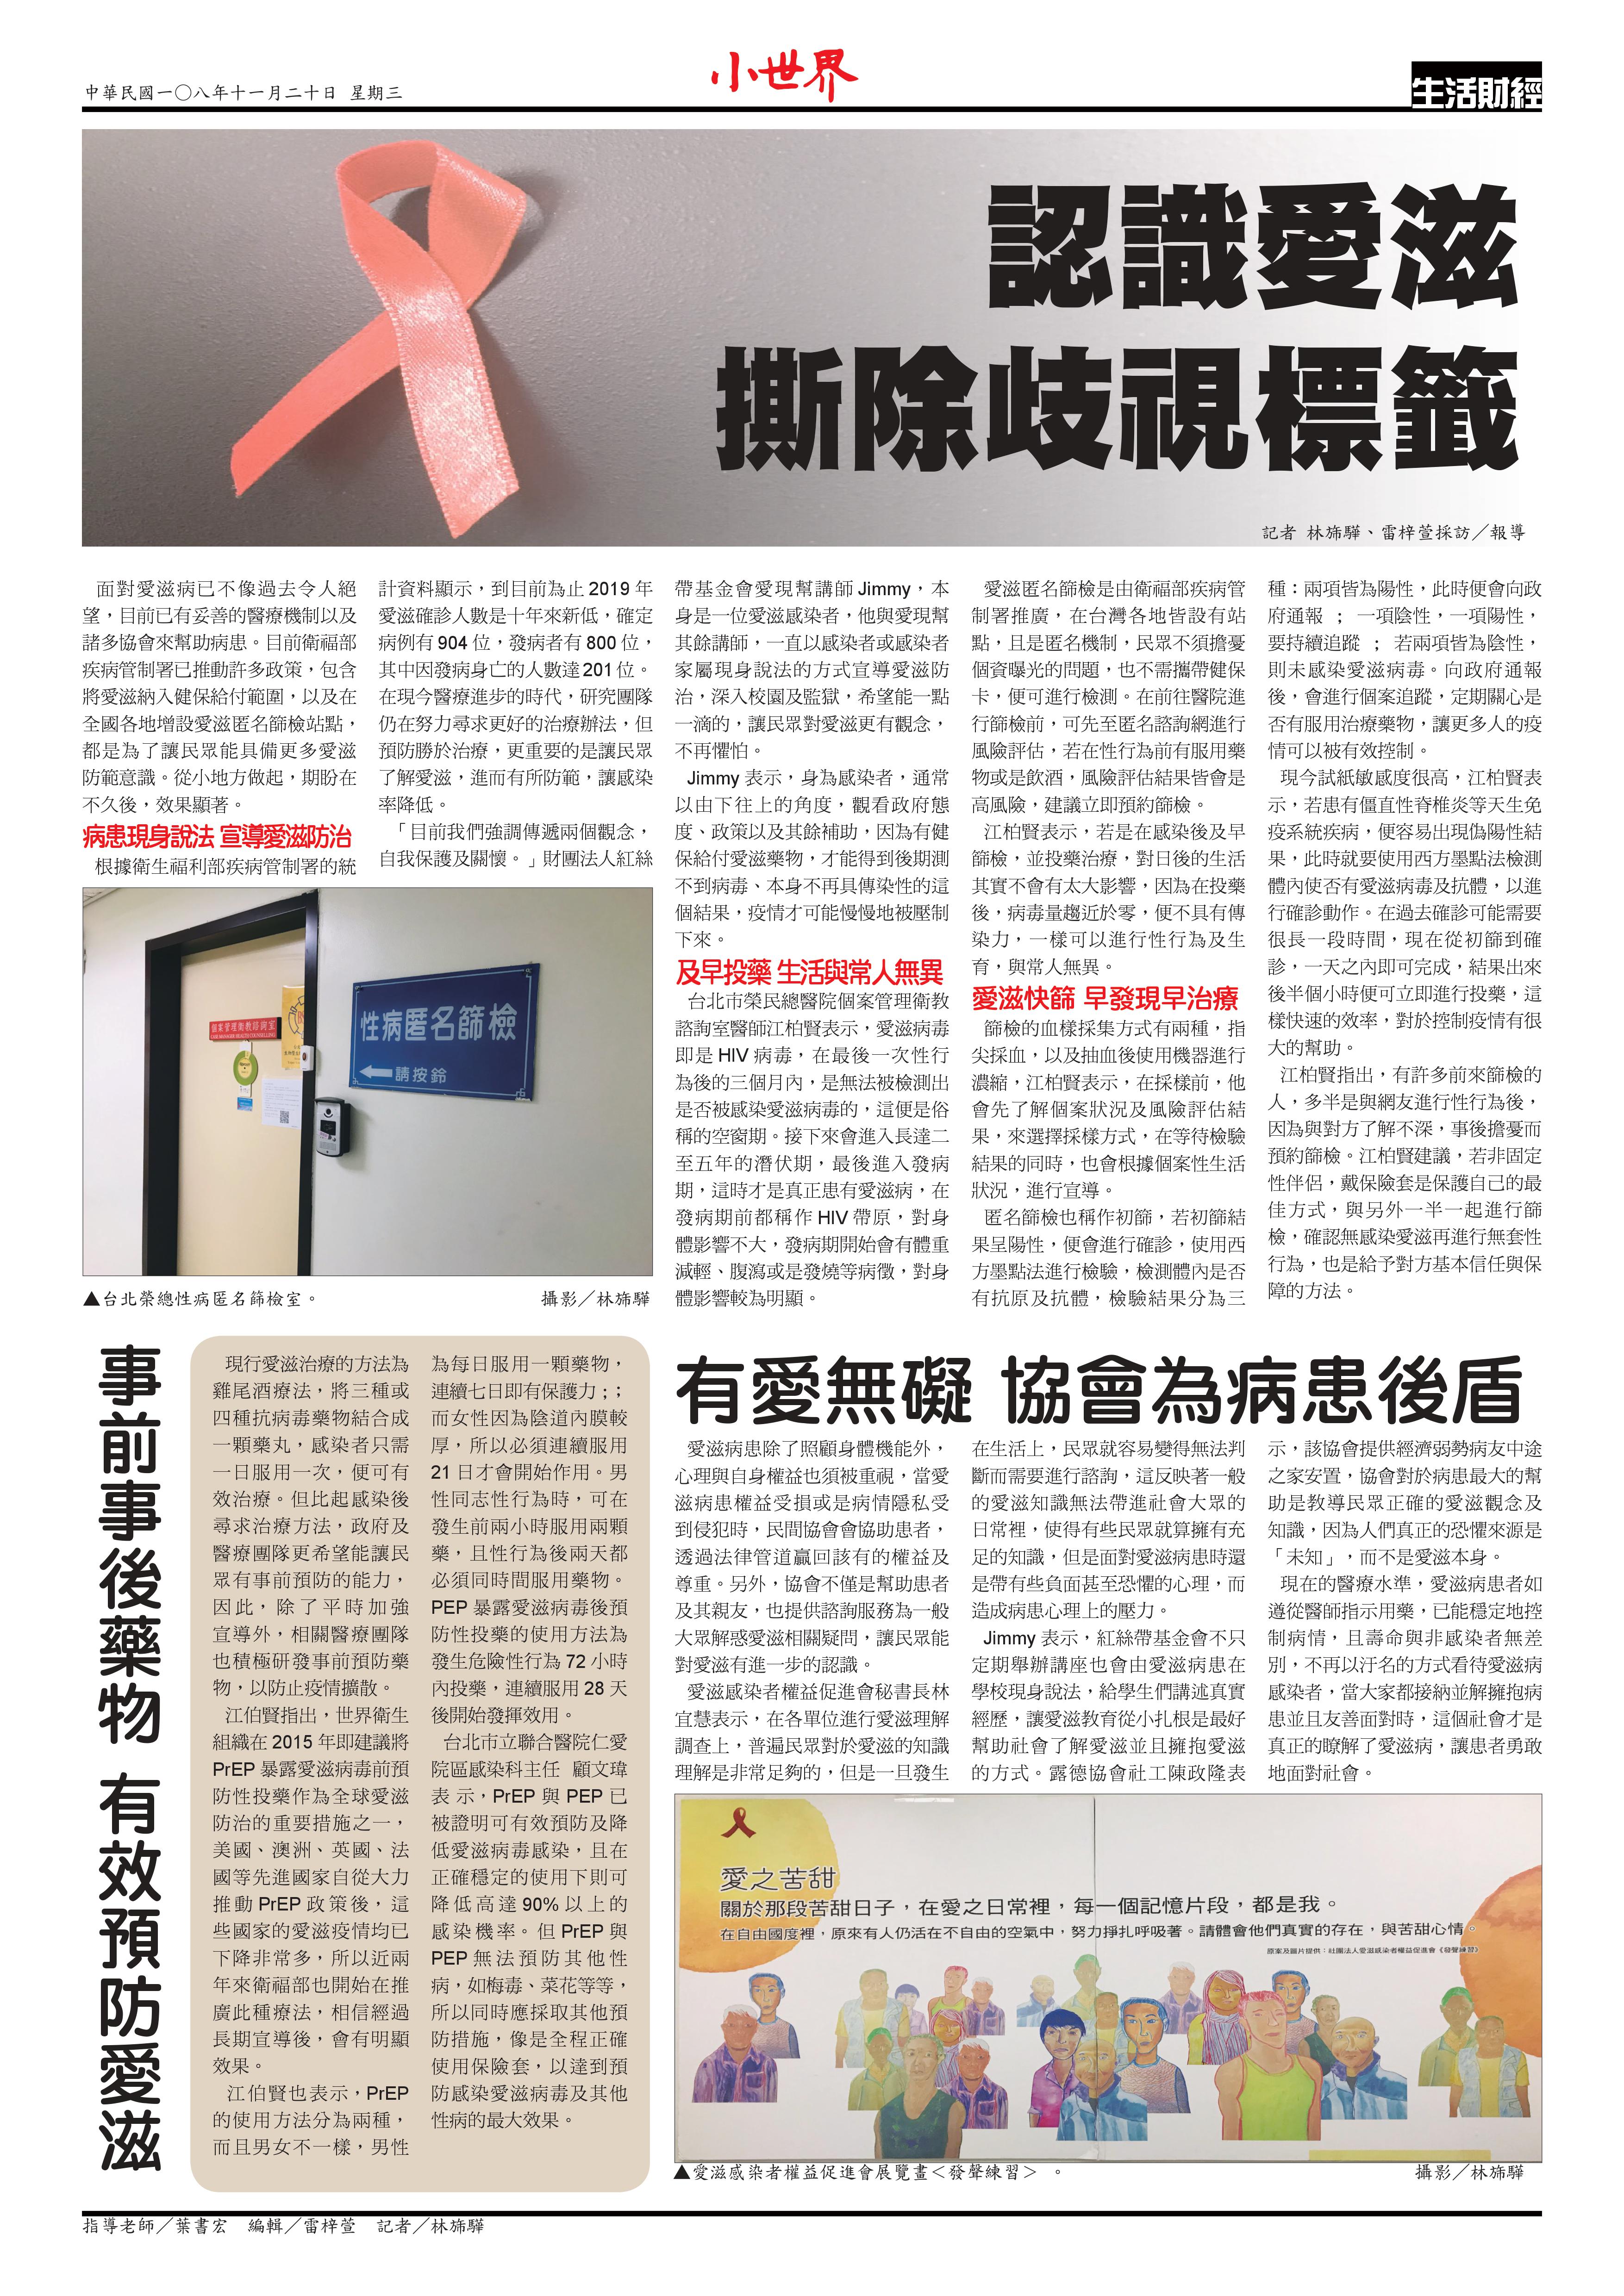 中華民國一〇八年十一月二十日 星期三
小世界
生活財經
認識愛滋
撕除歧視標籤
記者 林旆驊、雷梓萱採訪／報導
面對愛滋病已不像過去令人絕
望，目前已有妥善的醫療機制以及
諸多協會來幫助病患。目前衛福部
疾病管制署已推動許多政策，包含
將愛滋納入健保給付範圍，以及在
全國各地增設愛滋匿名篩檢站點，
都是為了讓民眾能具備更多愛滋
防範意識。從小地方做起，期盼在
不久後，效果顯著。
病患現身說法 宣導愛滋防治
根據衛生福利部疾病管制署的統
計資料顯示，到目前為止 2019 年
愛滋確診人數是十年來新低，確定
病例有 904 位，發病者有 800 位，
其中因發病身亡的人數達 201 位。
在現今醫療進步的時代，研究團隊
仍在努力尋求更好的治療辦法，但
預防勝於治療，更重要的是讓民眾
了解愛滋，進而有所防範，讓感染
率降低。
「目前我們強調傳遞兩個觀念，
自我保護及關懷。」財團法人紅絲
帶基金會愛現幫講師 Jimmy，本
身是一位愛滋感染者，他與愛現幫
其餘講師，一直以感染者或感染者
家屬現身說法的方式宣導愛滋防
治，深入校園及監獄，希望能一點
一滴的，讓民眾對愛滋更有觀念，
不再懼怕。
Jimmy 表示，身為感染者，通常
以由下往上的角度，觀看政府態
度、政策以及其餘補助，因為有健
保給付愛滋藥物，才能得到後期測
不到病毒、本身不再具傳染性的這
個結果，疫情才可能慢慢地被壓制
下來。
及早投藥 生活與常人無異
台北市榮民總醫院個案管理衛教
諮詢室醫師江柏賢表示，愛滋病毒
即是 HIV 病毒，在最後一次性行
為後的三個月內，是無法被檢測出
是否被感染愛滋病毒的，這便是俗
稱的空窗期。接下來會進入長達二
至五年的潛伏期，最後進入發病
期，這時才是真正患有愛滋病，在
發病期前都稱作 HIV 帶原，對身
體影響不大，發病期開始會有體重
減輕、腹瀉或是發燒等病徵，對身
體影響較為明顯。
愛滋匿名篩檢是由衛福部疾病管
制署推廣，在台灣各地皆設有站
點，且是匿名機制，民眾不須擔憂
個資曝光的問題，也不需攜帶健保
卡，便可進行檢測。在前往醫院進
行篩檢前，可先至匿名諮詢網進行
風險評估，若在性行為前有服用藥
物或是飲酒，風險評估結果皆會是
高風險，建議立即預約篩檢。
江柏賢表示，若是在感染後及早
篩檢，並投藥治療，對日後的生活
其實不會有太大影響，因為在投藥
後，病毒量趨近於零，便不具有傳
染力，一樣可以進行性行為及生
育，與常人無異。
愛滋快篩 早發現早治療
篩檢的血樣採集方式有兩種，指
尖採血，以及抽血後使用機器進行
濃縮，江柏賢表示，在採樣前，他
會先了解個案狀況及風險評估結
果，來選擇採樣方式，在等待檢驗
結果的同時，也會根據個案性生活
狀況，進行宣導。
匿名篩檢也稱作初篩，若初篩結
果呈陽性，便會進行確診，使用西
方墨點法進行檢驗，檢測體內是否
有抗原及抗體，檢驗結果分為三
種：兩項皆為陽性，此時便會向政
府通報 ； 一項陰性，一項陽性，
要持續追蹤 ； 若兩項皆為陰性，
則未感染愛滋病毒。向政府通報
後，會進行個案追蹤，定期關心是
否有服用治療藥物，讓更多人的疫
情可以被有效控制。
現今試紙敏感度很高，江柏賢表
示，若患有僵直性脊椎炎等天生免
疫系統疾病，便容易出現偽陽性結
果，此時就要使用西方墨點法檢測
體內使否有愛滋病毒及抗體，以進
行確診動作。在過去確診可能需要
很長一段時間，現在從初篩到確
診，一天之內即可完成，結果出來
後半個小時便可立即進行投藥，這
樣快速的效率，對於控制疫情有很
大的幫助。
江柏賢指出，有許多前來篩檢的
人，多半是與網友進行性行為後，
因為與對方了解不深，事後擔憂而
預約篩檢。江柏賢建議，若非固定
性伴侶，戴保險套是保護自己的最
佳方式，與另外一半一起進行篩
檢，確認無感染愛滋再進行無套性
行為，也是給予對方基本信任與保
障的方法。
個案管理衛教諮詢室
性病匿名篩檢
請按鈴
▲台北榮總性病匿名篩檢室。
攝影／林旆驊
事前事後藥物 有效預防愛滋
現行愛滋治療的方法為
雞尾酒療法，將三種或
四種抗病毒藥物結合成
一顆藥丸，感染者只需
一日服用一次，便可有
效治療。但比起感染後
尋求治療方法，政府及
醫療團隊更希望能讓民
眾有事前預防的能力，
因此，除了平時加強
宣導外，相關醫療團隊
也積極研發事前預防藥
物，以防止疫情擴散。
江伯賢指出，世界衛生
組織在 2015 年即建議將
PrEP 暴露愛滋病毒前預
防性投藥作為全球愛滋
防治的重要措施之一，
美國、澳洲、英國、法
國等先進國家自從大力
推動 PrEP 政策後，這
些國家的愛滋疫情均已
下降非常多，所以近兩
年來衛福部也開始在推
廣此種療法，相信經過
長期宣導後，會有明顯
效果。
江伯賢也表示，PrEP
的使用方法分為兩種，
而且男女不一樣，男性
為每日服用一顆藥物，
連續七日即有保護力；；
而女性因為陰道內膜較
厚，所以必須連續服用
21 日才會開始作用。男
性同志性行為時，可在
發生前兩小時服用兩顆
藥，且性行為後兩天都
必須同時間服用藥物。
PEP 暴露愛滋病毒後預
防性投藥的使用方法為
發生危險性行為 72 小時
內投藥，連續服用 28 天
後開始發揮效用。
台北市立聯合醫院仁愛
院區感染科主任 顧文瑋
表示，PrEP 與 PEP 已
被證明可有效預防及降
低愛滋病毒感染，且在
正確穩定的使用下則可
降低高達 90% 以上的
感染機率。但 PrEP 與
PEP 無法預防其他性
病，如梅毒、菜花等等，
所以同時應採取其他預
防措施，像是全程正確
使用保險套，以達到預
防感染愛滋病毒及其他
性病的最大效果。
有愛無礙 協會為病患後盾
愛滋病患除了照顧身體機能外，
心理與自身權益也須被重視，當愛
滋病患權益受損或是病情隱私受
到侵犯時，民間協會會協助患者，
透過法律管道贏回該有的權益及
尊重。另外，協會不僅是幫助患者
及其親友，也提供諮詢服務為一般
大眾解惑愛滋相關疑問，讓民眾能
對愛滋有進一步的認識。
愛滋感染者權益促進會秘書長林
宜慧表示，在各單位進行愛滋理解
調查上，普遍民眾對於愛滋的知識
理解是非常足夠的，但是一旦發生
在生活上，民眾就容易變得無法判
斷而需要進行諮詢，這反映著一般
的愛滋知識無法帶進社會大眾的
日常裡，使得有些民眾就算擁有充
足的知識，但是面對愛滋病患時還
是帶有些負面甚至恐懼的心理，而
造成病患心理上的壓力。
Jimmy 表示，紅絲帶基金會不只
定期舉辦講座也會由愛滋病患在
學校現身說法，給學生們講述真實
經歷，讓愛滋教育從小扎根是最好
幫助社會了解愛滋並且擁抱愛滋
的方式。露德協會社工陳政隆表
示，該協會提供經濟弱勢病友中途
之家安置，協會對於病患最大的幫
助是教導民眾正確的愛滋觀念及
知識，因為人們真正的恐懼來源是
「未知」，而不是愛滋本身。
現在的醫療水準，愛滋病患者如
遵從醫師指示用藥，已能穩定地控
制病情，且壽命與非感染者無差
別，不再以汙名的方式看待愛滋病
感染者，當大家都接納並解擁抱病
患並且友善面對時，這個社會才是
真正的瞭解了愛滋病，讓患者勇敢
地面對社會。
愛之苦甜
關於那段苦甜日子，在愛之日常裡，每一個記憶片段，都是我。
在自由國度裡，原來有人仍活在不自由的空氣中，努力掙扎呼吸著。請體會他們真實的存在，與苦甜心情。
原案及圖片提供：社團法人愛滋感染者權益促進會《發聲練習》
▲愛滋感染者權益促進會展覽畫＜發聲練習＞ 。
攝影／林旆驊
指導老師／葉書宏 編輯／雷梓萱 記者／林旆驊